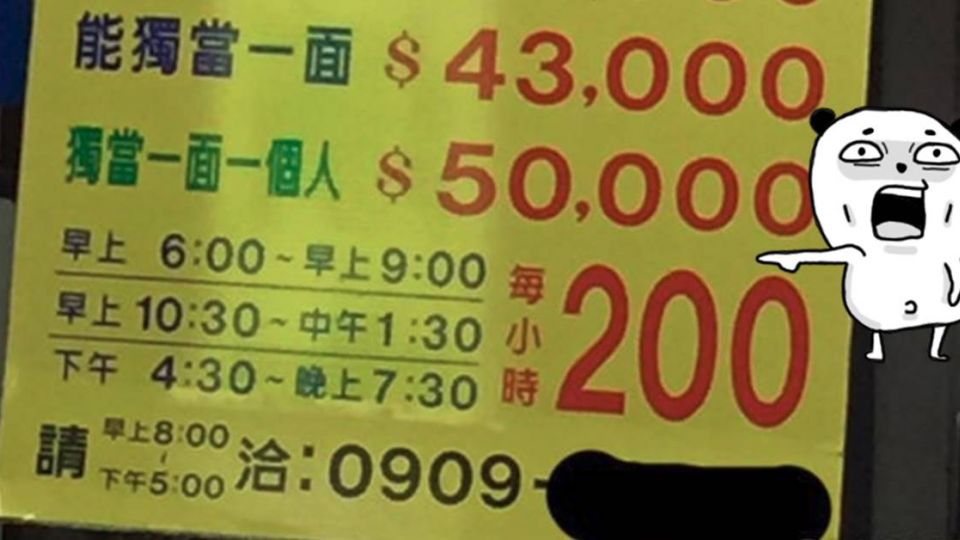 能獨當一面 $43,000
獨當一面一個人 $50,000
早上 6:00~早上9:00
早上10:30~中午1:30
下午 4:30~晚上7:30
每小時 200
請 早上8:00~下午5:00 洽:0909-